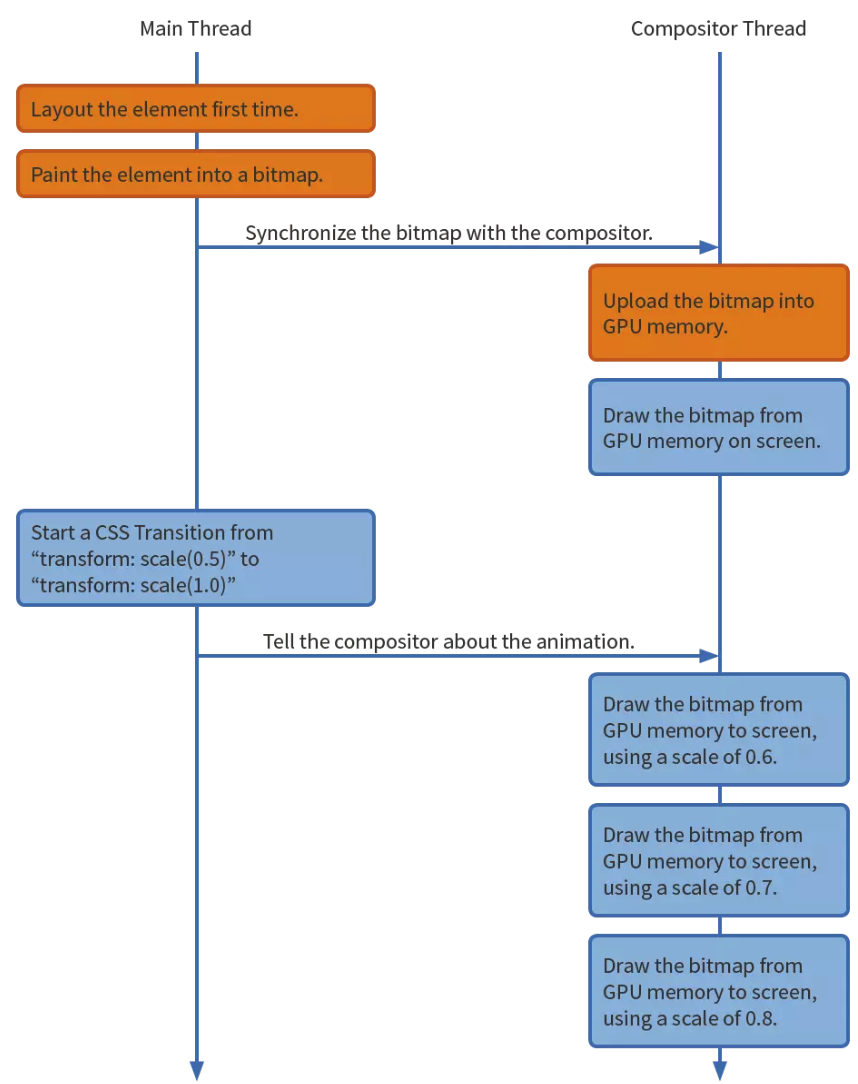 Main Thread
Compositor Thread
Layout the element first time.
Paint the element into a bitmap.
Synchronize the bitmap with the compositor.
Upload the bitmap into
GPU memory.
Draw the bitmap from
GPU memory on screen.
Start a CSS Transition from
“transform: scale(0.5)” to
“transform: scale(1.0)”
Tell the compositor about the animation.
Draw the bitmap from
GPU memory to screen,
using a scale of 0.6.
Draw the bitmap from
GPU memory to screen,
using a scale of 0.7.
Draw the bitmap from
GPU memory to screen,
using a scale of 0.8.